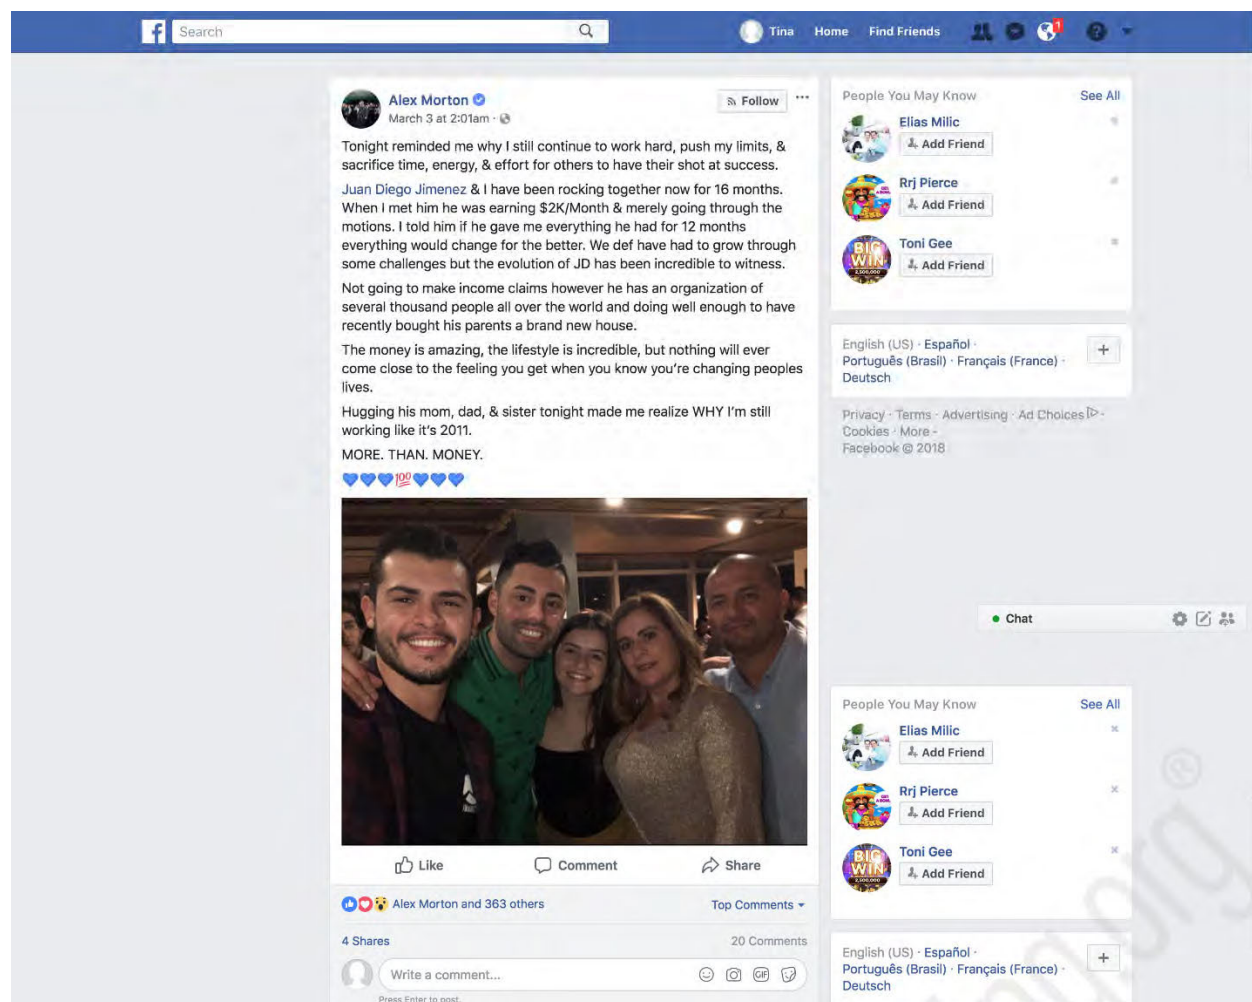 f
Search
Tina Home Find Friends
1
Alex Morton
Follow
March 3 at 2:01am ·
Tonight reminded me why I still continue to work hard, push my limits, &
sacrifice time, energy, & effort for others to have their shot at success.
Juan Diego Jimenez & I have been rocking together now for 16 months.
When I met him he was earning $2K/Month & merely going through the
motions. I told him if he gave me everything he had for 12 months
everything would change for the better. We def have had to grow through
some challenges but the evolution of JD has been incredible to witness.
Not going to make income claims however he has an organization of
several thousand people all over the world and doing well enough to have
recently bought his parents a brand new house.
The money is amazing, the lifestyle is incredible, but nothing will ever
come close to the feeling you get when you know you're changing peoples
lives.
Hugging his mom, dad, & sister tonight made me realize WHY I'm still
working like it's 2011.
MORE. THAN. MONEY.
💙💙💙💯💙💙💙
Like Comment Share
Alex Morton and 363 others Top Comments
4 Shares 20 Comments
Write a comment...
GIF
Press Enter to post.
People You May Know See All
Elias Milic
Add Friend
Rrj Pierce
Add Friend
Toni Gee
Add Friend
BIG
WIN
2,500,000
English (US) · Español ·
Português (Brasil) · Français (France) ·
Deutsch
+
Privacy · Terms · Advertising · Ad Choices ·
Cookies · More
Facebook © 2018
Chat
People You May Know See All
Elias Milic
Add Friend
Rrj Pierce
Add Friend
Toni Gee
Add Friend
BIG
WIN
2,500,000
English (US) · Español ·
Português (Brasil) · Français (France) ·
Deutsch
+
.org®